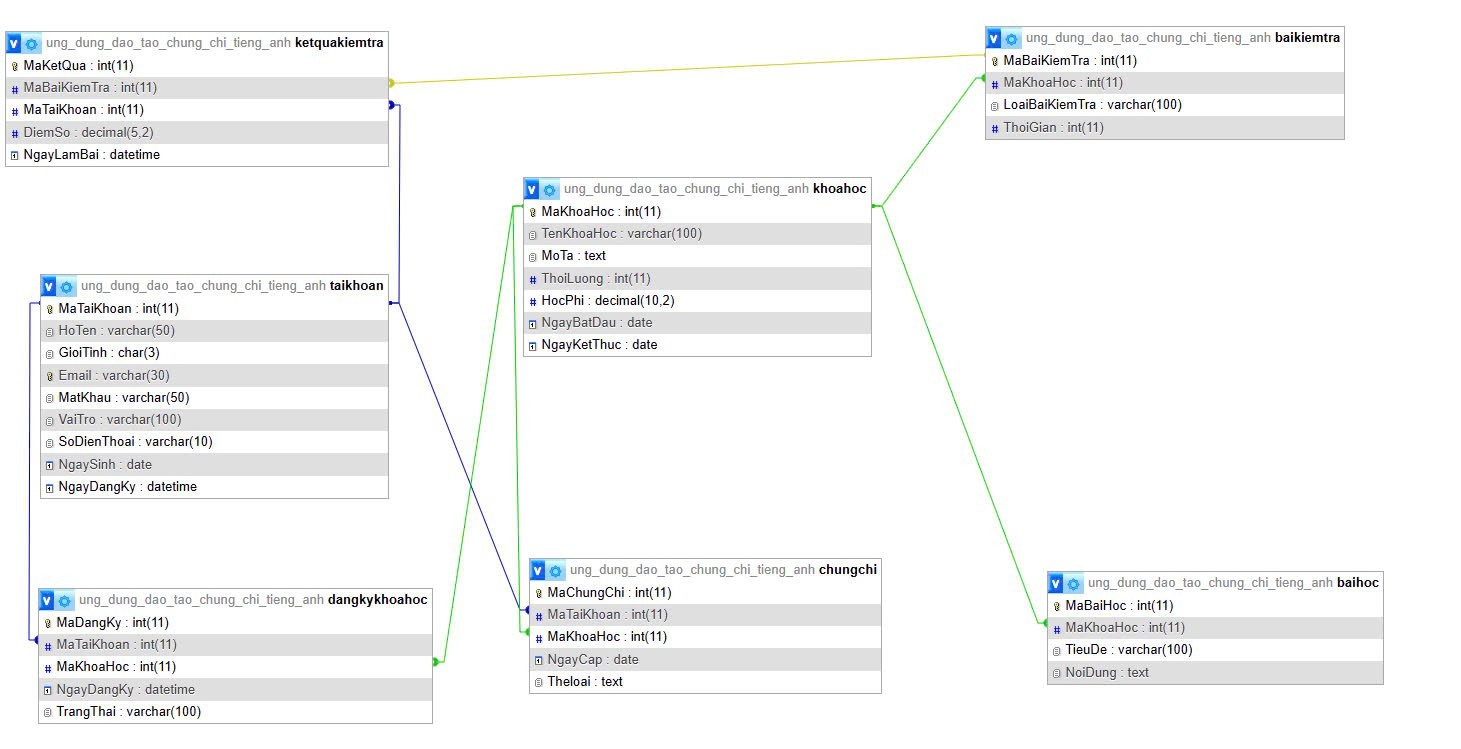 ung_dung_dao_tao_chung_chi_tieng_anh ketquakiemtra
MaKetQua : int(11)
MaBaiKiemTra : int(11)
MaTaiKhoan : int(11)
DiemSo : decimal(5,2)
NgayLamBai : datetime
ung_dung_dao_tao_chung_chi_tieng_anh baikiemtra
MaBaiKiemTra : int(11)
MaKhoaHoc : int(11)
LoaiBaiKiemTra : varchar(100)
ThoiGian : int(11)
ung_dung_dao_tao_chung_chi_tieng_anh khoahoc
MaKhoaHoc : int(11)
TenKhoaHoc : varchar(100)
MoTa : text
ThoiLuong : int(11)
HocPhi : decimal(10,2)
NgayBatDau : date
NgayKetThuc : date
ung_dung_dao_tao_chung_chi_tieng_anh taikhoan
MaTaiKhoan : int(11)
HoTen : varchar(50)
GioiTinh : char(3)
Email : varchar(30)
MatKhau : varchar(50)
VaiTro : varchar(100)
SoDienThoai : varchar(10)
NgaySinh : date
NgayDangKy : datetime
ung_dung_dao_tao_chung_chi_tieng_anh dangkykhoahoc
MaDangKy : int(11)
MaTaiKhoan : int(11)
MaKhoaHoc : int(11)
NgayDangKy : datetime
TrangThai : varchar(100)
ung_dung_dao_tao_chung_chi_tieng_anh chungchi
MaChungChi : int(11)
MaTaiKhoan : int(11)
MaKhoaHoc : int(11)
NgayCap : date
Theloai : text
ung_dung_dao_tao_chung_chi_tieng_anh baihoc
MaBaiHoc : int(11)
MaKhoaHoc : int(11)
TieuDe : varchar(100)
NoiDung : text